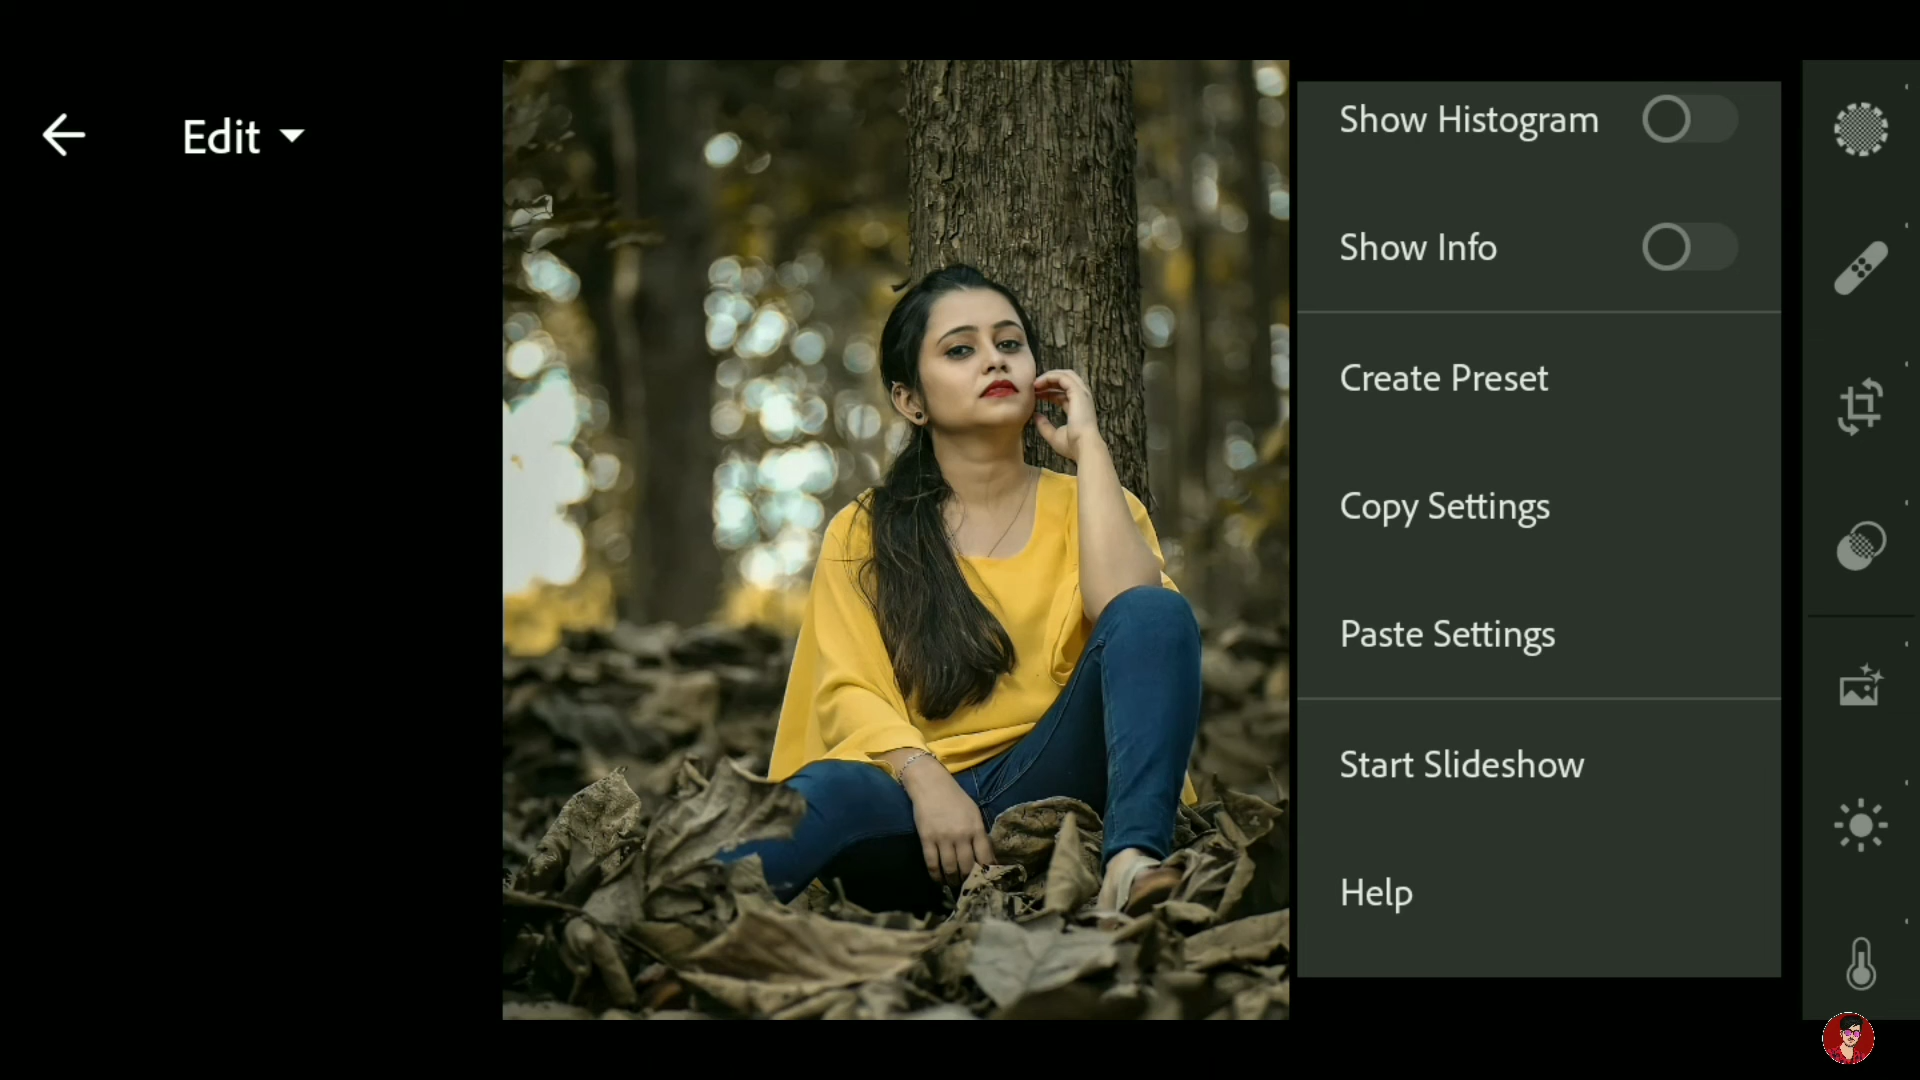 Edit
Show Histogram
Show Info
Create Preset
Copy Settings
Paste Settings
Start Slideshow
Help